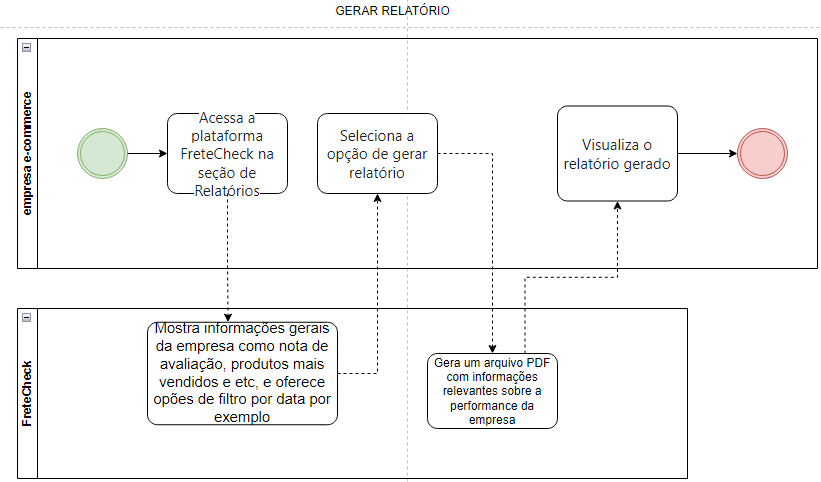 GERAR RELATÓRIO
empresa e-commerce
Acessa a
plataforma
FreteCheck na
seção de
Relatórios
Seleciona a
opção de gerar
relatório
Visualiza o
relatório gerado
FreteCheck
Mostra informações gerais
da empresa como nota de
avaliação, produtos mais
vendidos e etc, e oferece
opões de filtro por data por
exemplo
Gera um arquivo PDF
com informações
relevantes sobre a
performance da
empresa